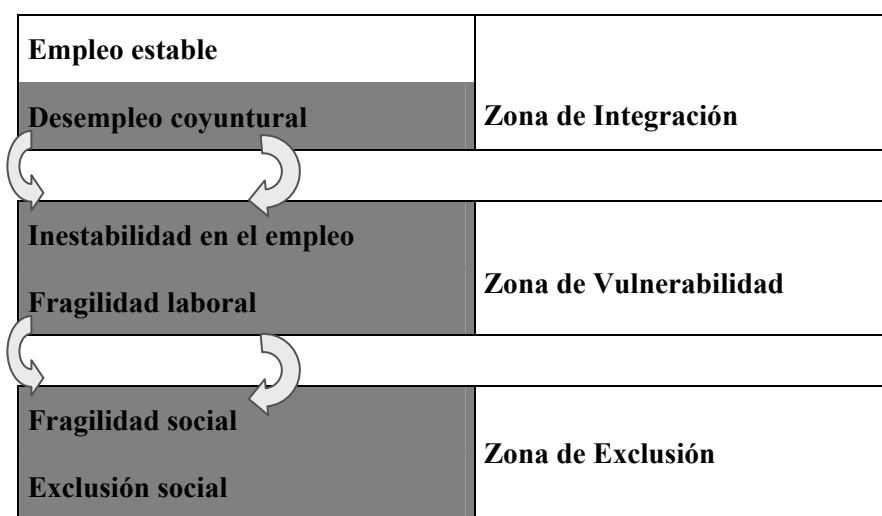 Empleo estable
Desempleo coyuntural
Zona de Integración
Inestabilidad en el empleo
Fragilidad laboral
Zona de Vulnerabilidad
Fragilidad social
Exclusión social
Zona de Exclusión